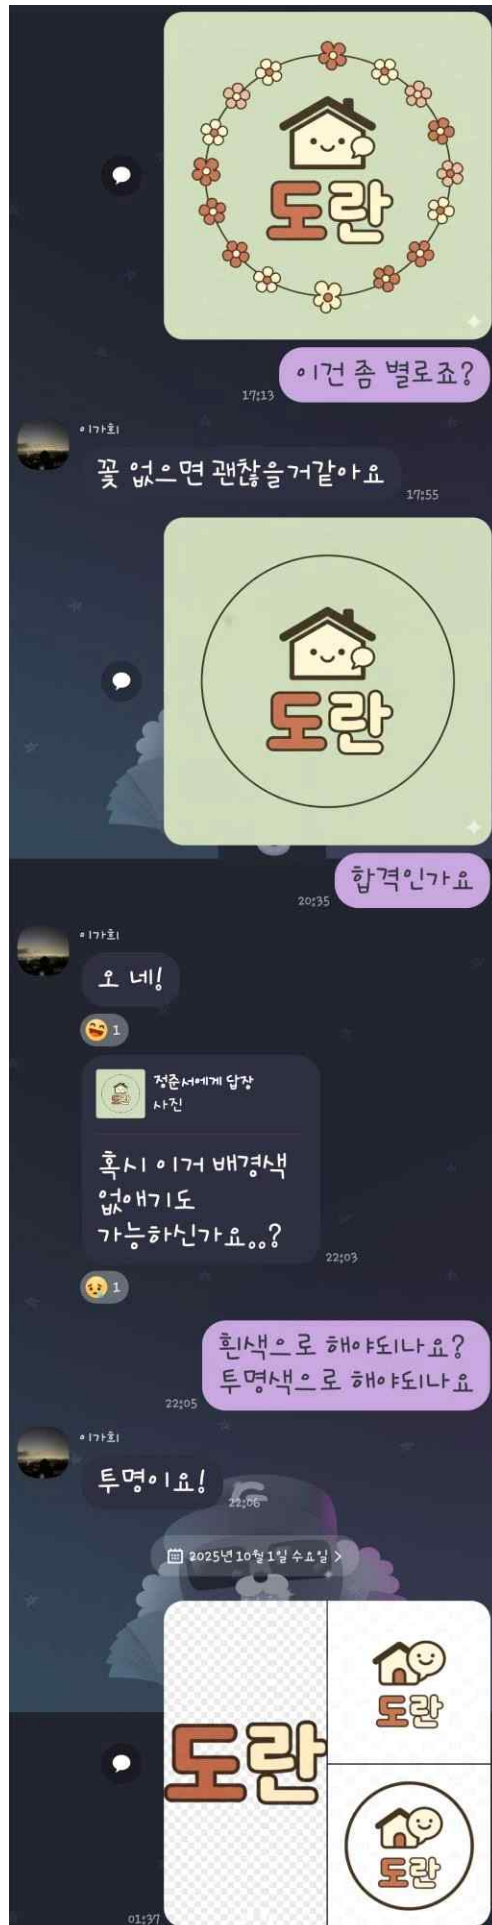 도란
이건 좀 별로죠?
17:13
이가희
꽃 없으면 괜찮을거같아요
17:55
도란
합격인가요
20:35
이가희
오 네!
1
정준서에게 답장
사진
혹시 이거 배경색
없애기도
가능하신가요..?
22:03
1
흰색으로 해야되나요?
투명색으로 해야되나요
22:05
이가희
투명이요!
22:06
2025년 10월 1일 수요일 >
도란
도란
도란
01:37